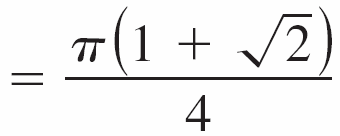 = π(1 + √2) / 4